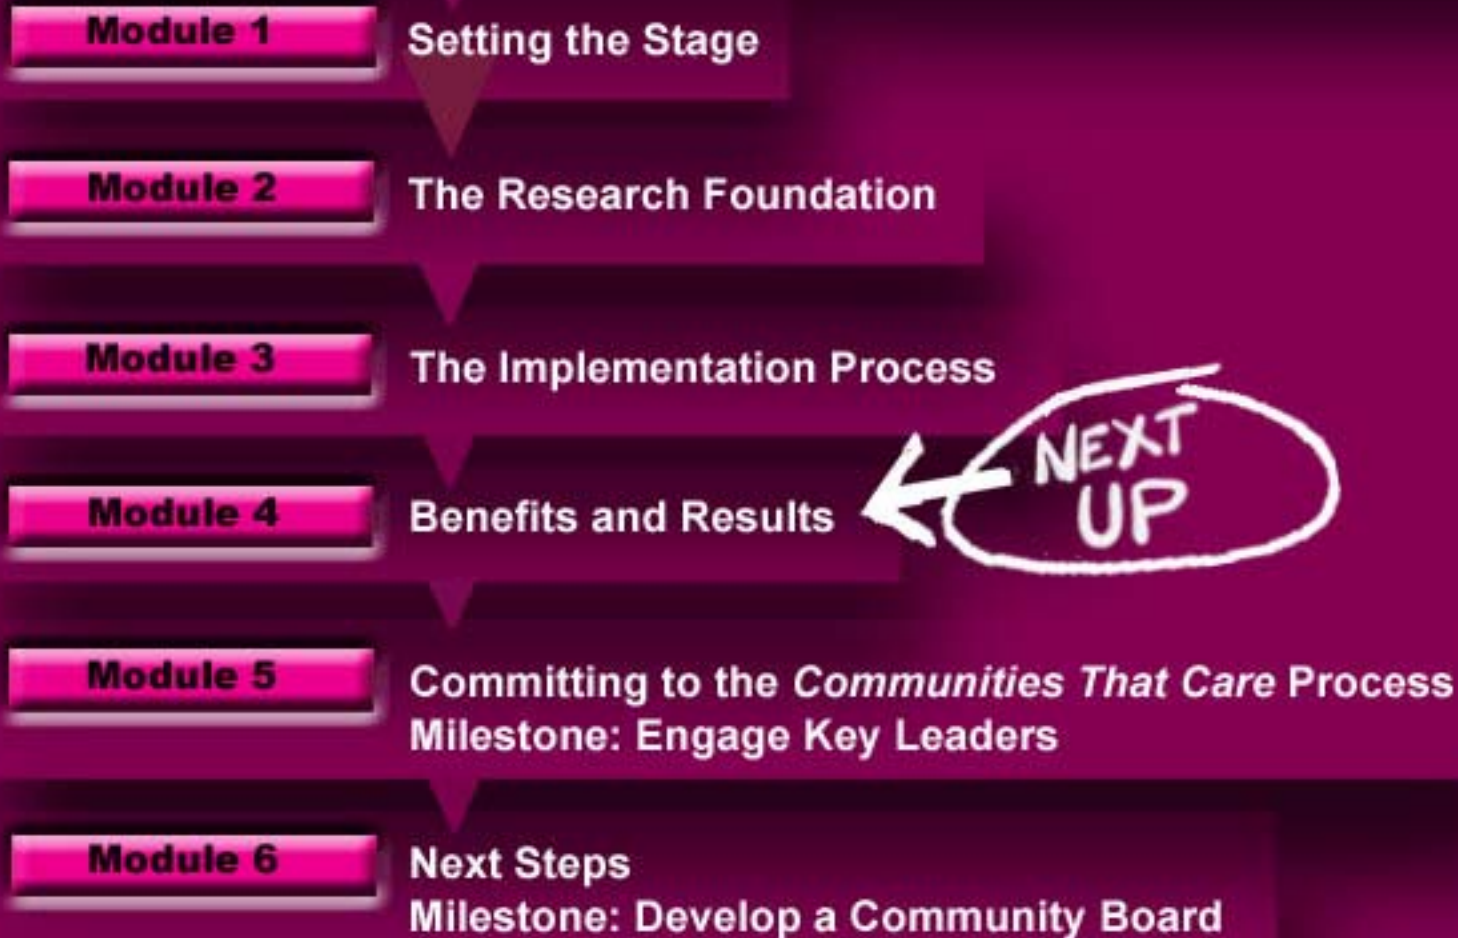 Module 1
Setting the Stage
Module 2
The Research Foundation
Module 3
The Implementation Process
Module 4
Benefits and Results
NEXT
UP
Module 5
Committing to the Communities That Care Process
Milestone: Engage Key Leaders
Module 6
Next Steps
Milestone: Develop a Community Board